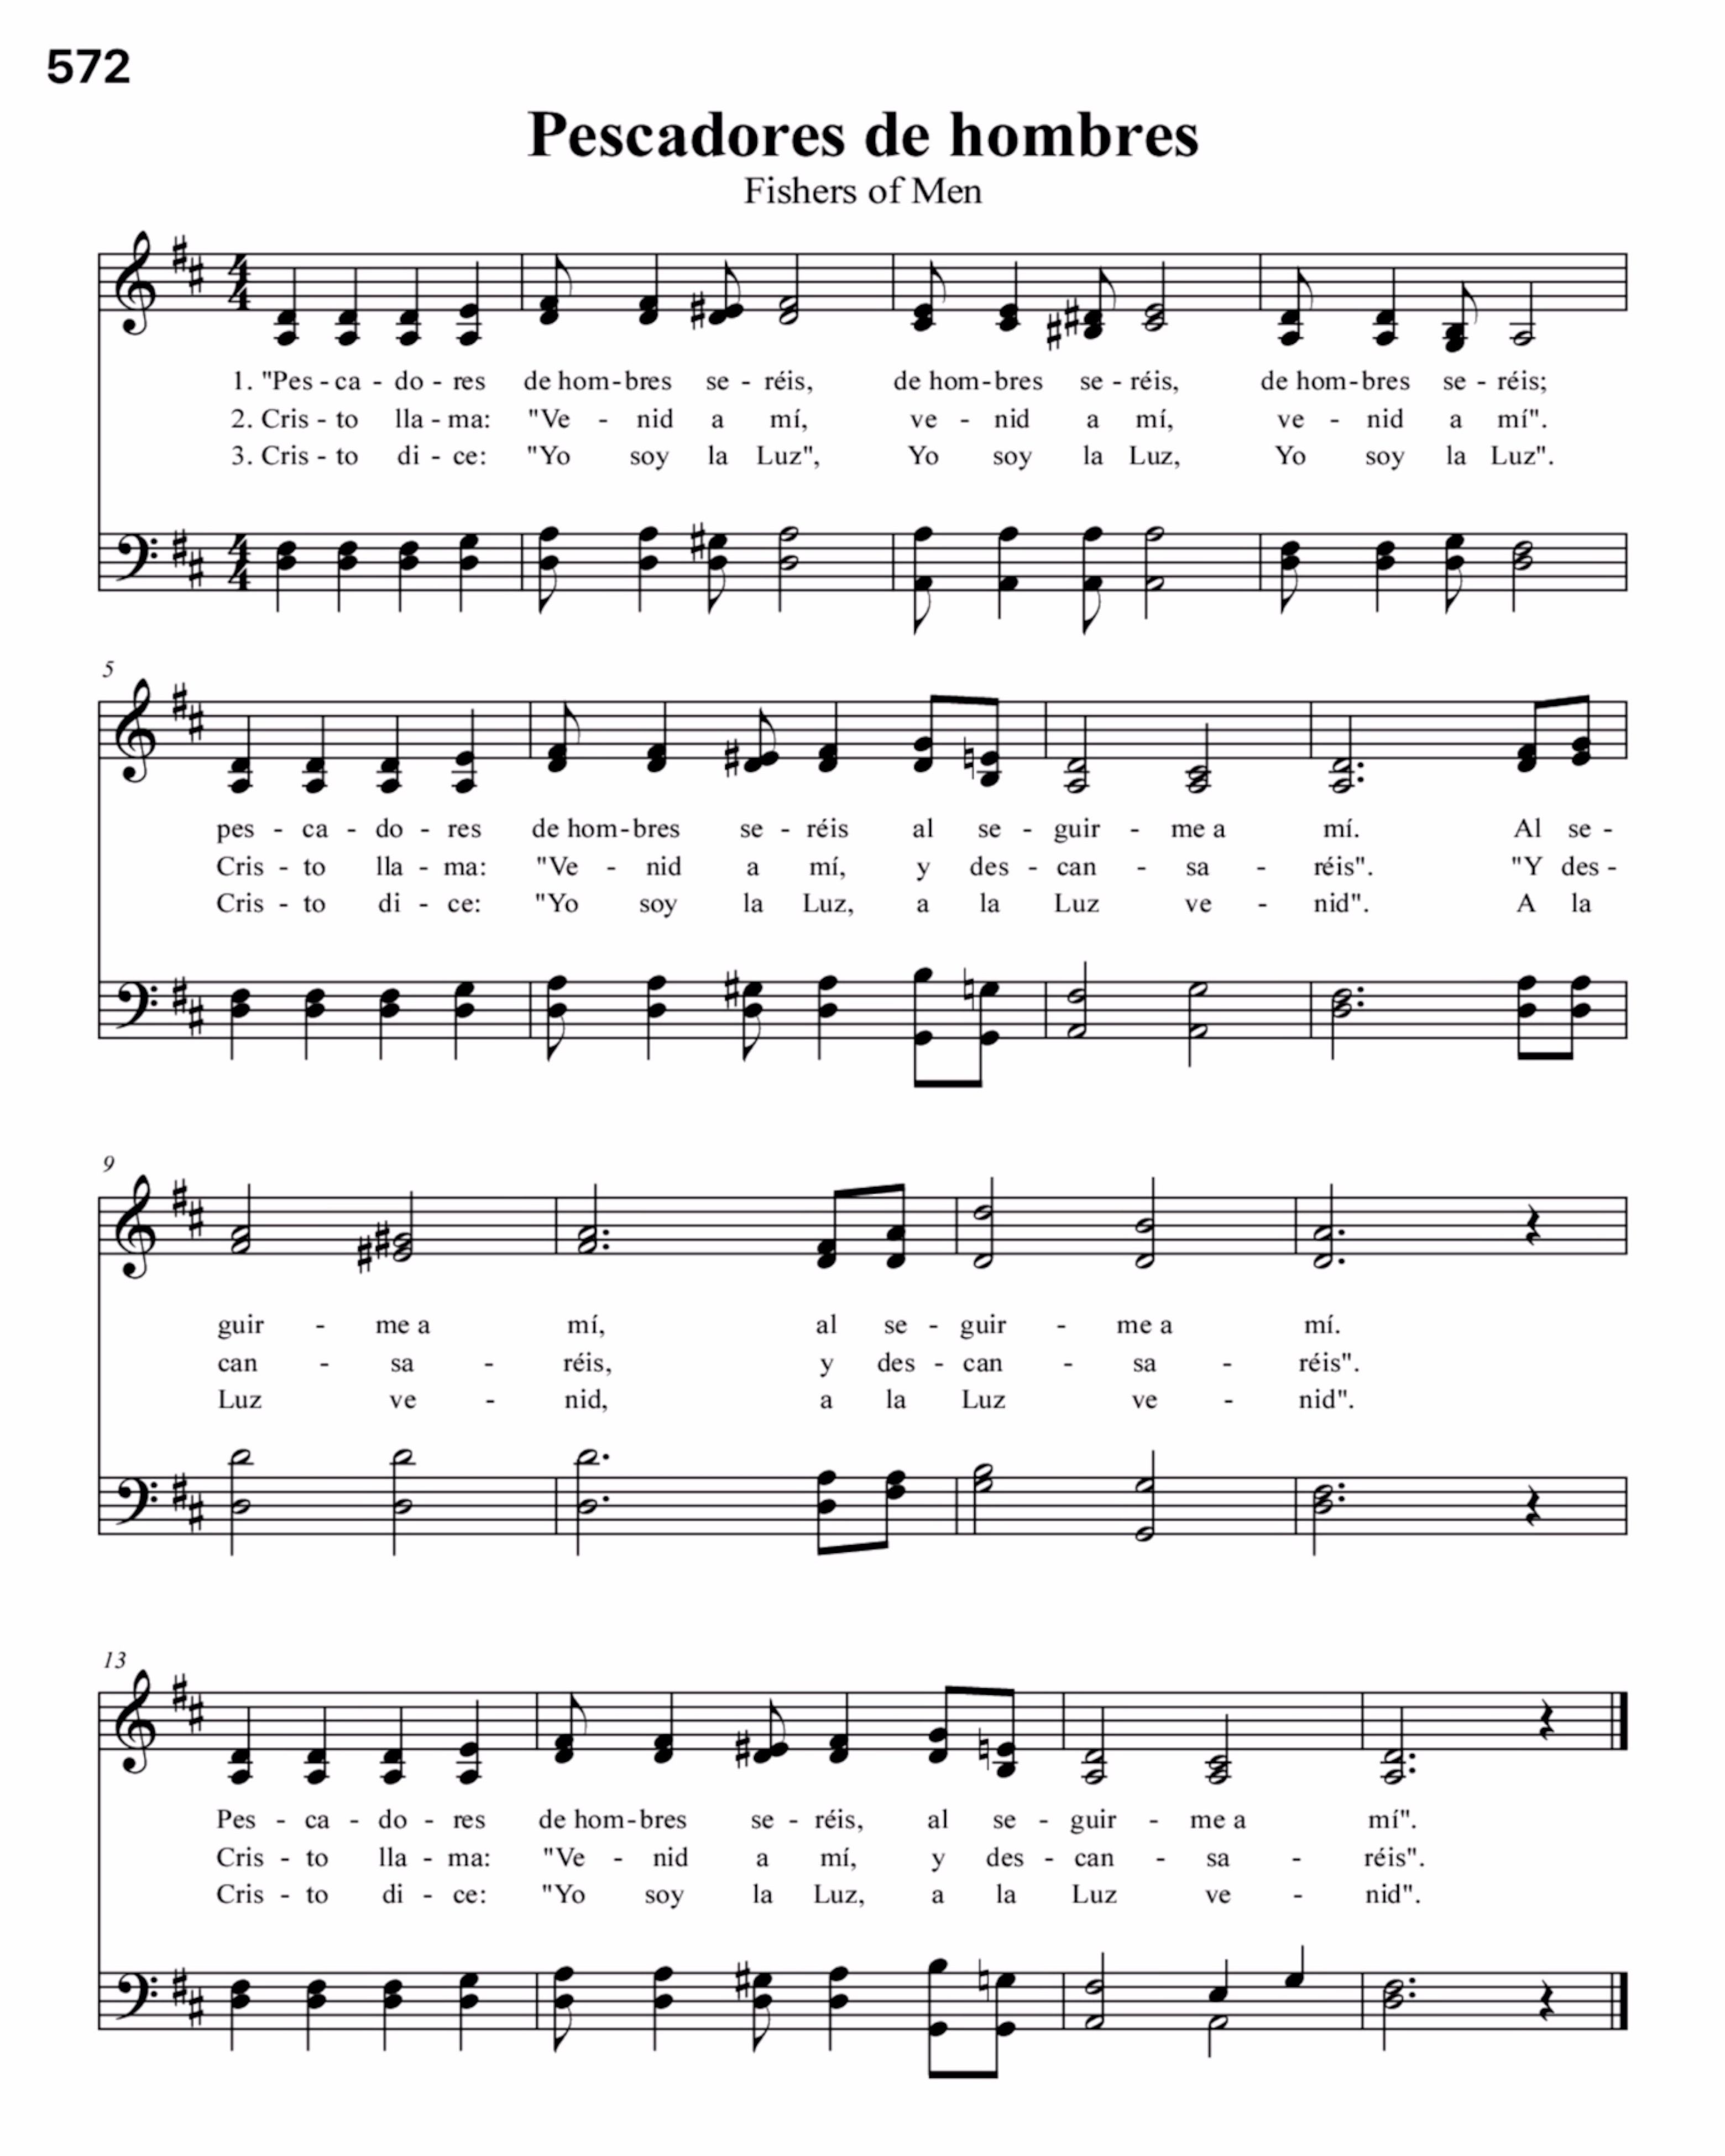 572
Pescadores de hombres
Fishers of Men
1. "Pes - ca - do - res de hom - bres se - réis, de hom - bres se - réis, de hom - bres se - réis;
2. Cris - to lla - ma: "Ve - nid a mí, ve - nid a mí, ve - nid a mí".
3. Cris - to di - ce: "Yo soy la Luz", Yo soy la Luz, Yo soy la Luz".
5
pes - ca - do - res de hom - bres se - réis al se - guir - me a mí. Al se -
Cris - to lla - ma: "Ve - nid a mí, y des - can - sa - réis". "Y des -
Cris - to di - ce: "Yo soy la Luz, a la Luz ve - nid". A la
9
guir - me a mí, al se - guir - me a mí.
can - sa - réis, y des - can - sa - réis".
Luz ve - nid, a la Luz ve - nid".
13
Pes - ca - do - res de hom - bres se - réis, al se - guir - me a mí".
Cris - to lla - ma: "Ve - nid a mí, y des - can - sa - réis".
Cris - to di - ce: "Yo soy la Luz, a la Luz ve - nid".